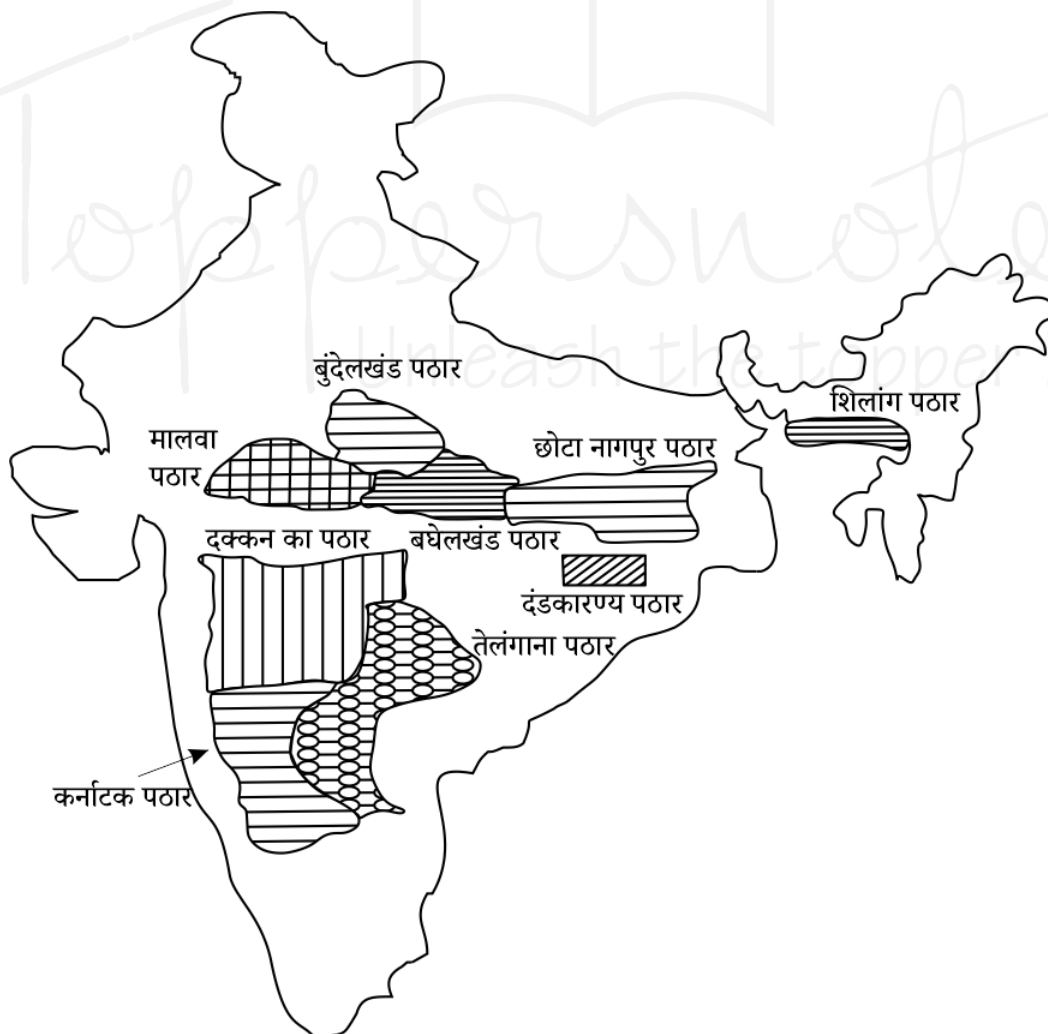 Toppersnote
Unleash the topper
बुंदेलखंड पठार
शिलांग पठार
मालवा
पठार
छोटा नागपुर पठार
दक्कन का पठार
बघेलखंड पठार
दंडकारण्य पठार
तेलंगाना पठार
कर्नाटक पठार